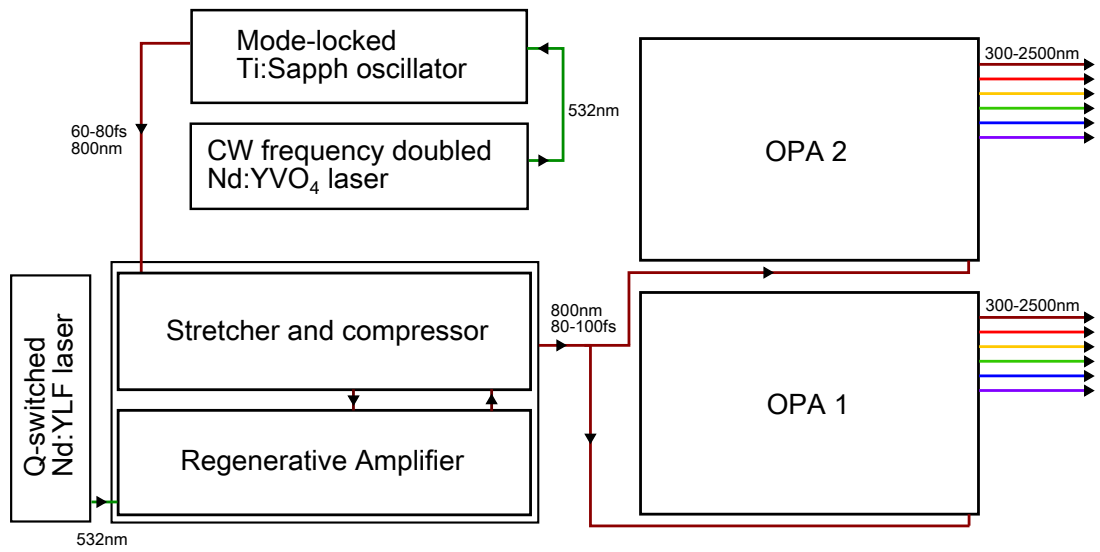 Mode-locked
Ti:Sapph oscillator
532nm
60-80fs
800nm
CW frequency doubled
Nd:YVO₄ laser
OPA 2
300-2500nm
Q-switched
Nd:YLF laser
532nm
Stretcher and compressor
Regenerative Amplifier
800nm
80-100fs
OPA 1
300-2500nm